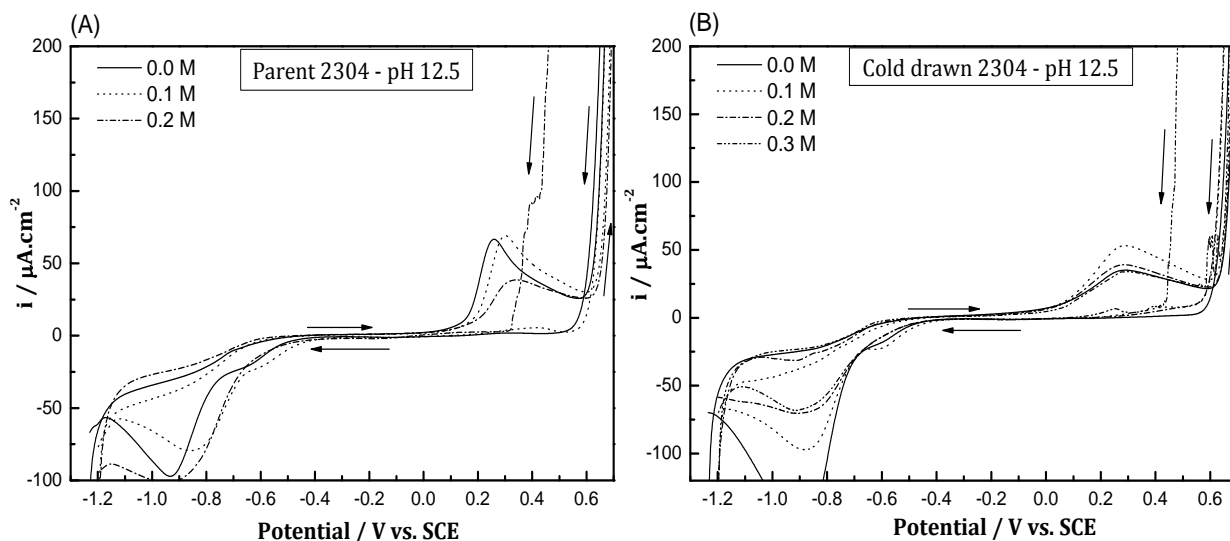 (A)
Parent 2304 - pH 12.5
0.0 M
0.1 M
0.2 M
i / µA.cm⁻²
200
150
100
50
0
-50
-100
-1.2 -1.0 -0.8 -0.6 -0.4 -0.2 0.0 0.2 0.4 0.6
Potential / V vs. SCE
(B)
Cold drawn 2304 - pH 12.5
0.0 M
0.1 M
0.2 M
0.3 M
i / µA.cm⁻²
200
150
100
50
0
-50
-100
-1.2 -1.0 -0.8 -0.6 -0.4 -0.2 0.0 0.2 0.4 0.6
Potential / V vs. SCE